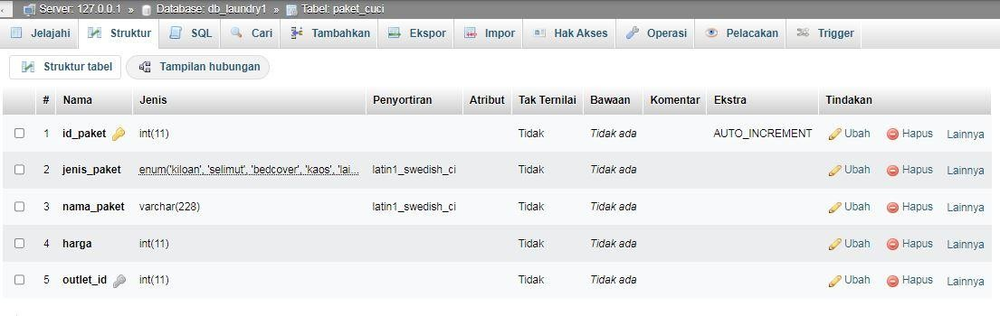 Server: 127.0.0.1 » Database: db_laundry1 » Tabel: paket_cuci
Jelajahi Struktur SQL Cari Tambahkan Ekspor Impor Hak Akses Operasi Pelacakan Trigger
Struktur tabel Tampilan hubungan
# Nama Jenis Penyortiran Atribut Tak Ternilai Bawaan Komentar Ekstra Tindakan
1 id_paket int(11) Tidak Tidak ada AUTO_INCREMENT Ubah Hapus Lainnya
2 jenis_paket enum('kiloan', 'selimut', 'bedcover', 'kaos', 'lai... latin1_swedish_ci Tidak Tidak ada Ubah Hapus Lainnya
3 nama_paket varchar(228) latin1_swedish_ci Tidak Tidak ada Ubah Hapus Lainnya
4 harga int(11) Tidak Tidak ada Ubah Hapus Lainnya
5 outlet_id int(11) Tidak Tidak ada Ubah Hapus Lainnya